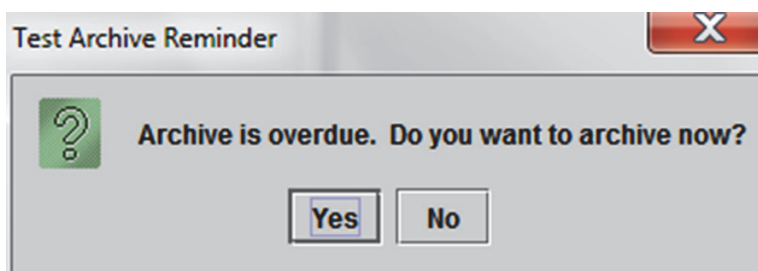 Test Archive Reminder
Archive is overdue. Do you want to archive now?
Yes No